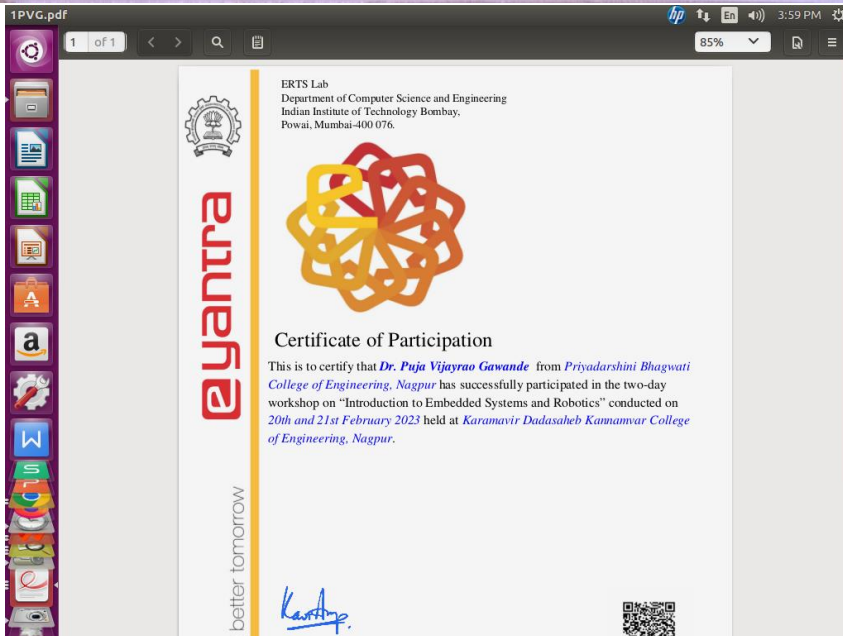 1PVG.pdf
En
3:59 PM
1 of 1
85%
ERTS Lab
Department of Computer Science and Engineering
Indian Institute of Technology Bombay,
Powai, Mumbai-400 076.
eyantra
better tomorrow
Certificate of Participation
This is to certify that Dr. Puja Vijayrao Gawande from Priyadarshini Bhagwati
College of Engineering, Nagpur has successfully participated in the two-day
workshop on “Introduction to Embedded Systems and Robotics” conducted on
20th and 21st February 2023 held at Karamavir Dadasaheb Kannamvar College
of Engineering, Nagpur.